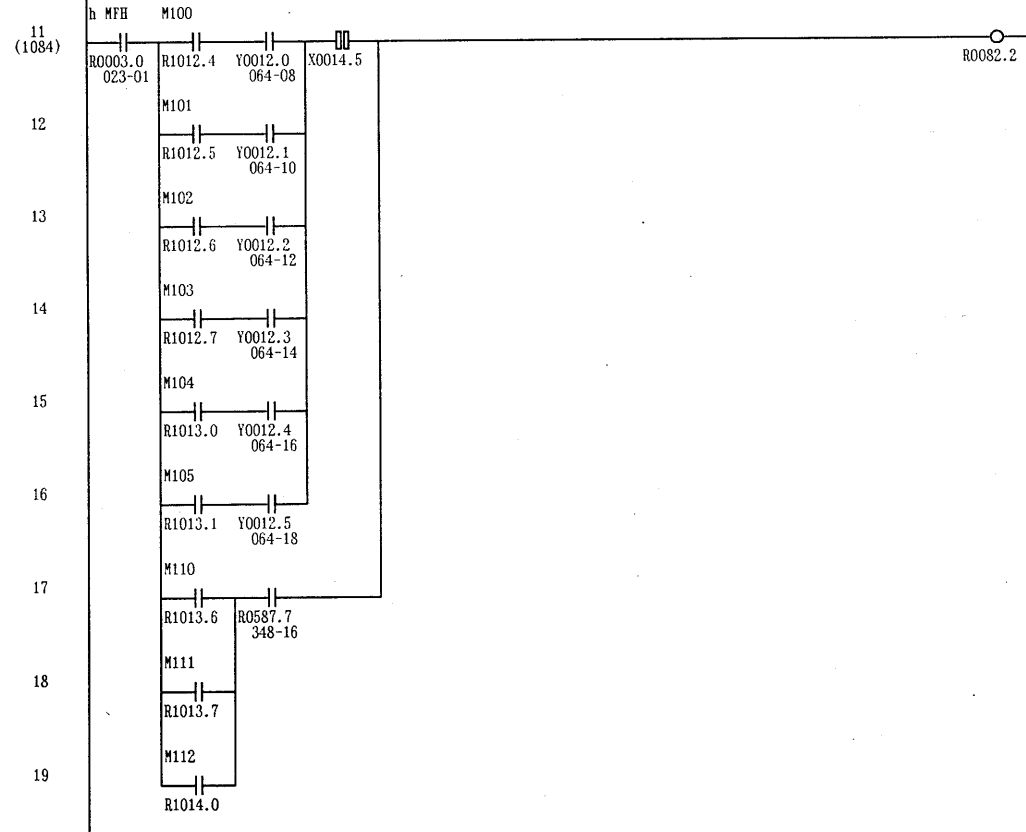 h MFH M100
11
(1084)
R0003.0 R1012.4 Y0012.0 X0014.5 R0082.2
023-01 064-08
M101
12
R1012.5 Y0012.1
064-10
M102
13
R1012.6 Y0012.2
064-12
M103
14
R1012.7 Y0012.3
064-14
M104
15
R1013.0 Y0012.4
064-16
M105
16
R1013.1 Y0012.5
064-18
M110
17
R1013.6 R0587.7
348-16
M111
18
R1013.7
M112
19
R1014.0